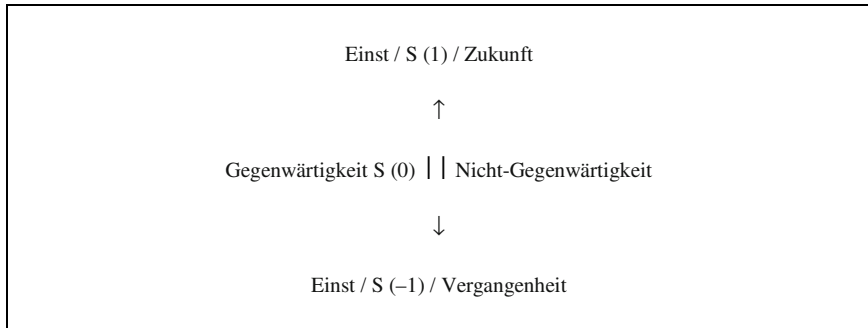 Einst / S (1) / Zukunft
↑
Gegenwärtigkeit S (0) || Nicht-Gegenwärtigkeit
↓
Einst / S (–1) / Vergangenheit